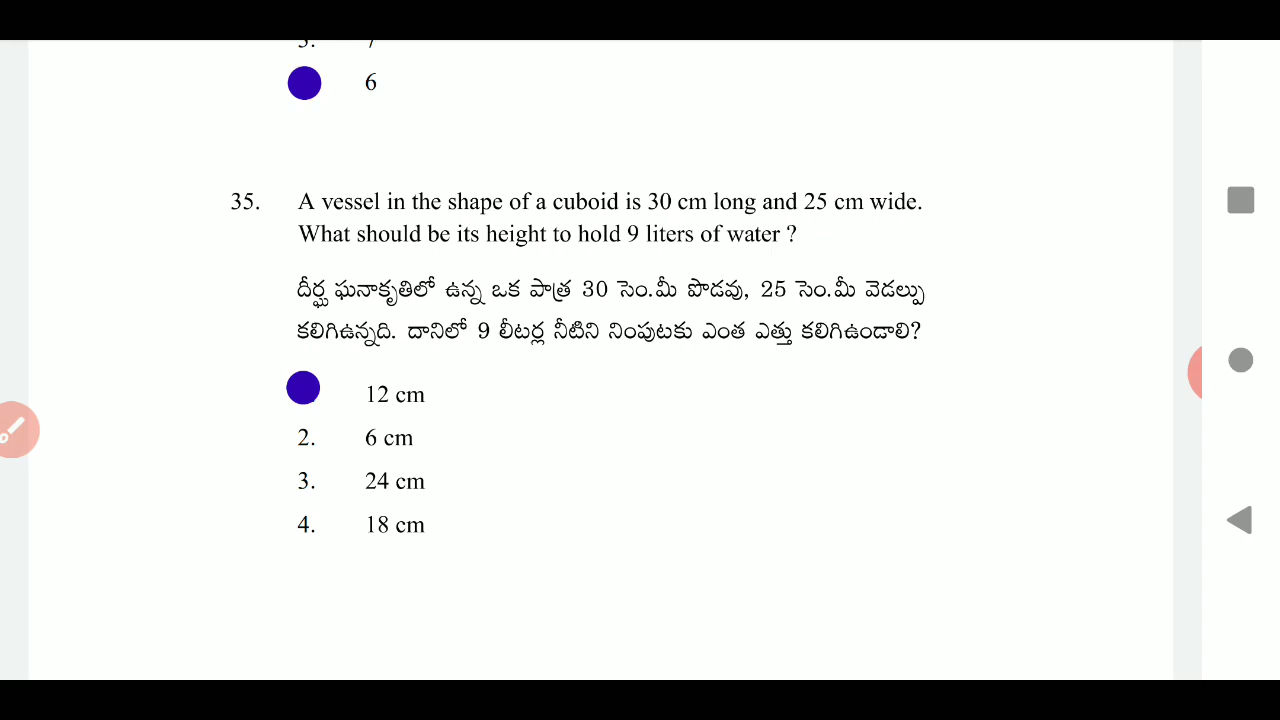 6
35. A vessel in the shape of a cuboid is 30 cm long and 25 cm wide.
What should be its height to hold 9 liters of water ?
దీర్ఘ ఘనాకృతిలో ఉన్న ఒక పాత్ర 30 సెం.మీ పొడవు, 25 సెం.మీ వెడల్పు
కలిగిఉన్నది. దానిలో 9 లీటర్ల నీటిని నింపుటకు ఎంత ఎత్తు కలిగిఉండాలి?
12 cm
2. 6 cm
3. 24 cm
4. 18 cm